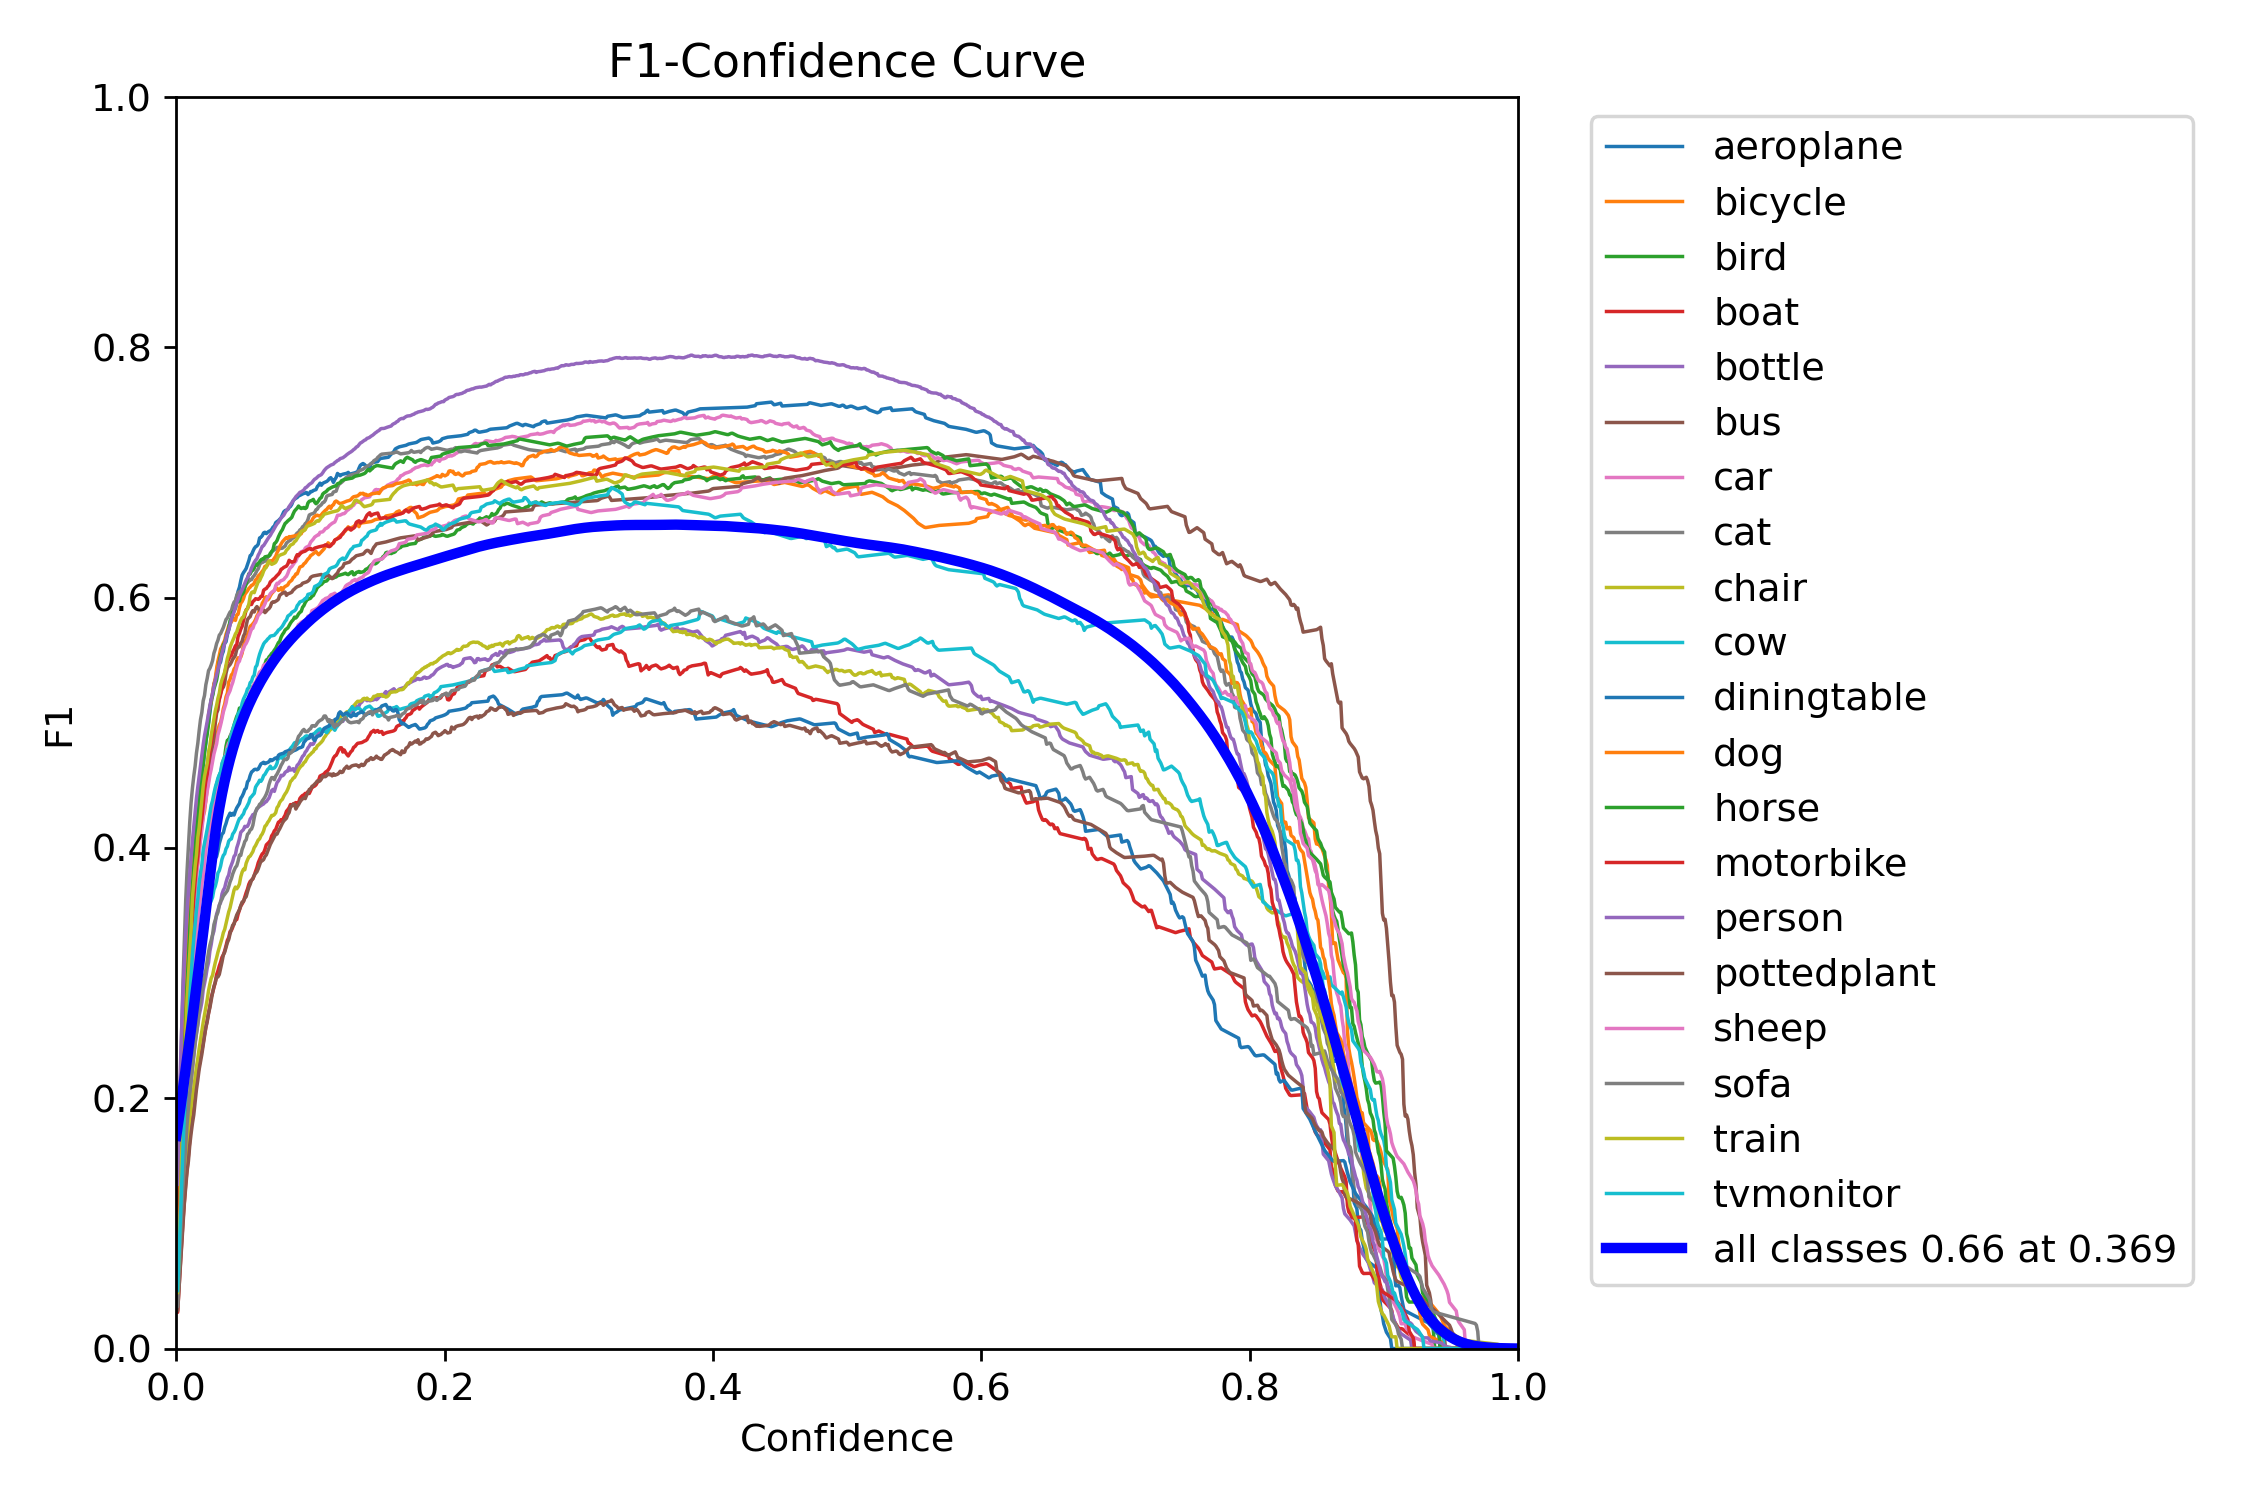 F1-Confidence Curve
1.0
0.8
0.6
0.4
0.2
0.0
F1
0.0 0.2 0.4 0.6 0.8 1.0
Confidence
aeroplane
bicycle
bird
boat
bottle
bus
car
cat
chair
cow
diningtable
dog
horse
motorbike
person
pottedplant
sheep
sofa
train
tvmonitor
all classes 0.66 at 0.369